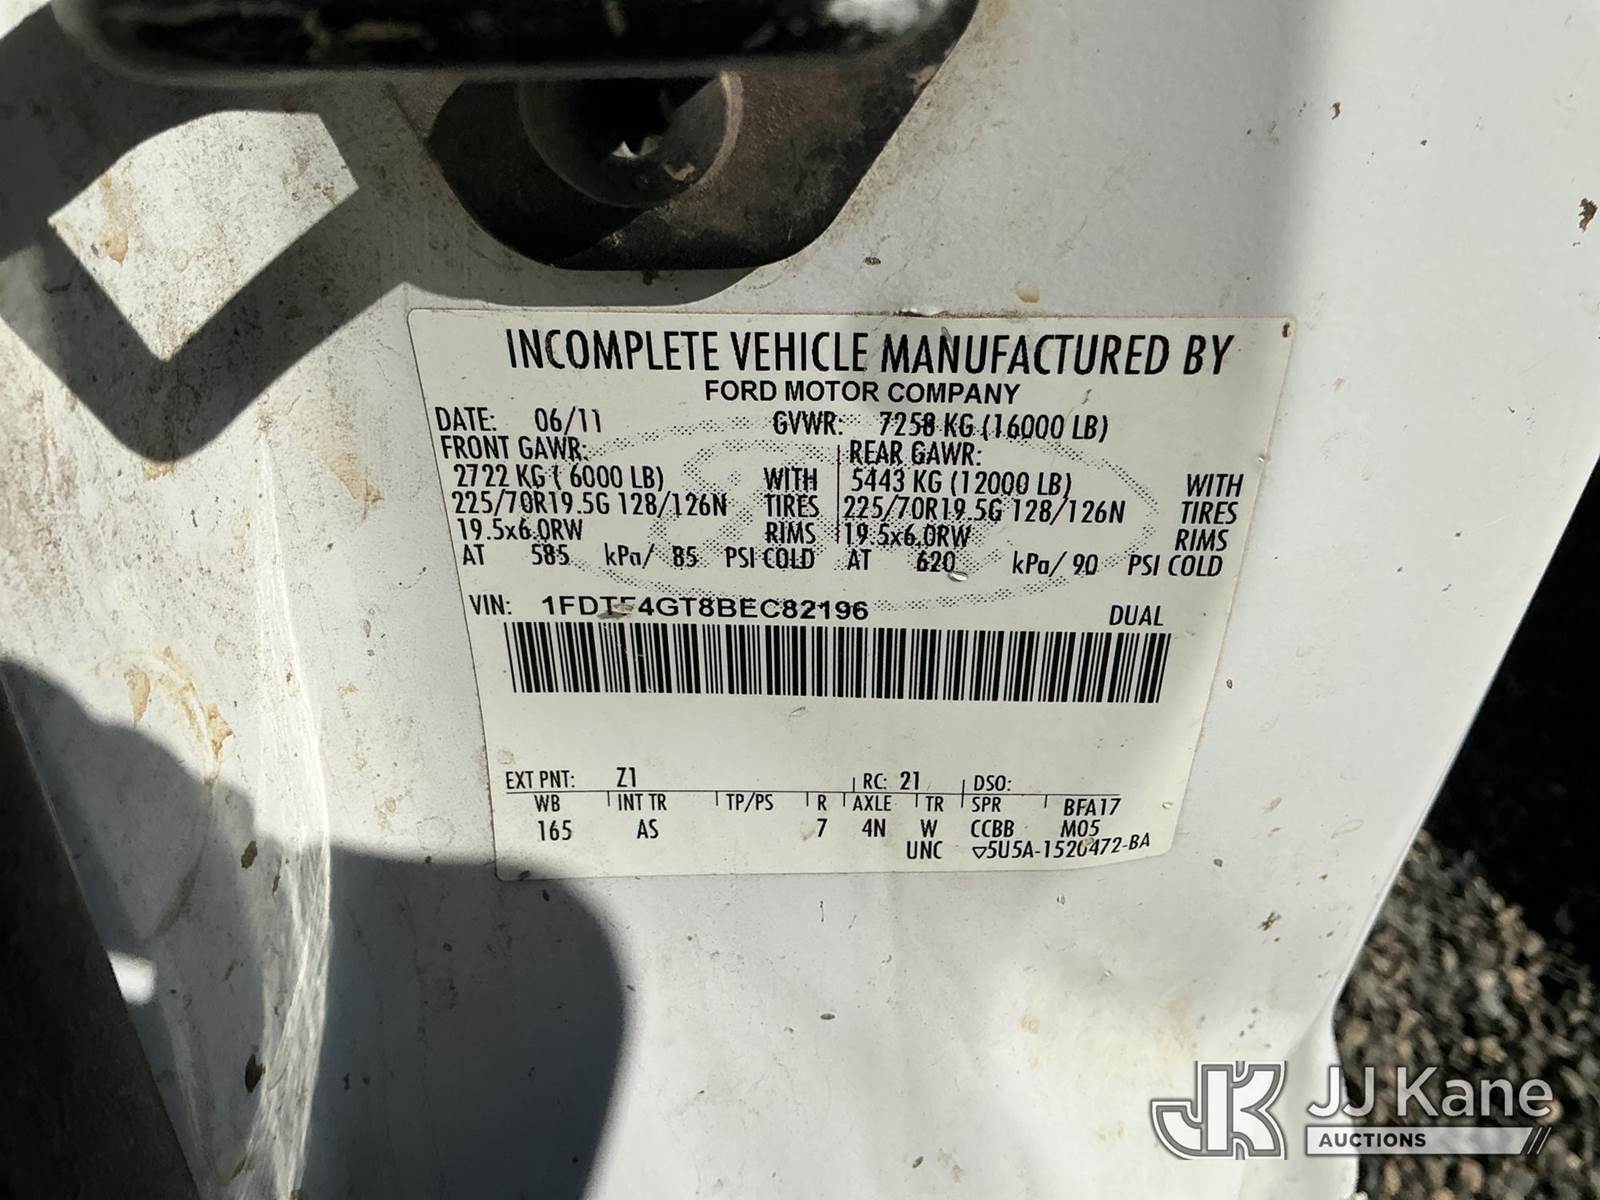 INCOMPLETE VEHICLE MANUFACTURED BY
FORD MOTOR COMPANY
DATE: 06/11 GVWR: 7258 KG (16000 LB)
FRONT GAWR: REAR GAWR:
2722 KG ( 6000 LB) WITH 5443 KG (12000 LB) WITH
225/70R19.5G 128/126N TIRES 225/70R19.5G 128/126N TIRES
19.5x6.0RW RIMS 19.5x6.0RW RIMS
AT 585 kPa/ 85 PSI COLD AT 620 kPa/ 90 PSI COLD
VIN: 1FDTF4GT8BEC82196 DUAL
EXT PNT: Z1 RC: 21 DSO:
WB INT TR TP/PS R AXLE TR SPR BFA17
165 AS 7 4N W CCBB M05
UNC ▽5U5A-1520472-BA
JK JJ Kane
AUCTIONS